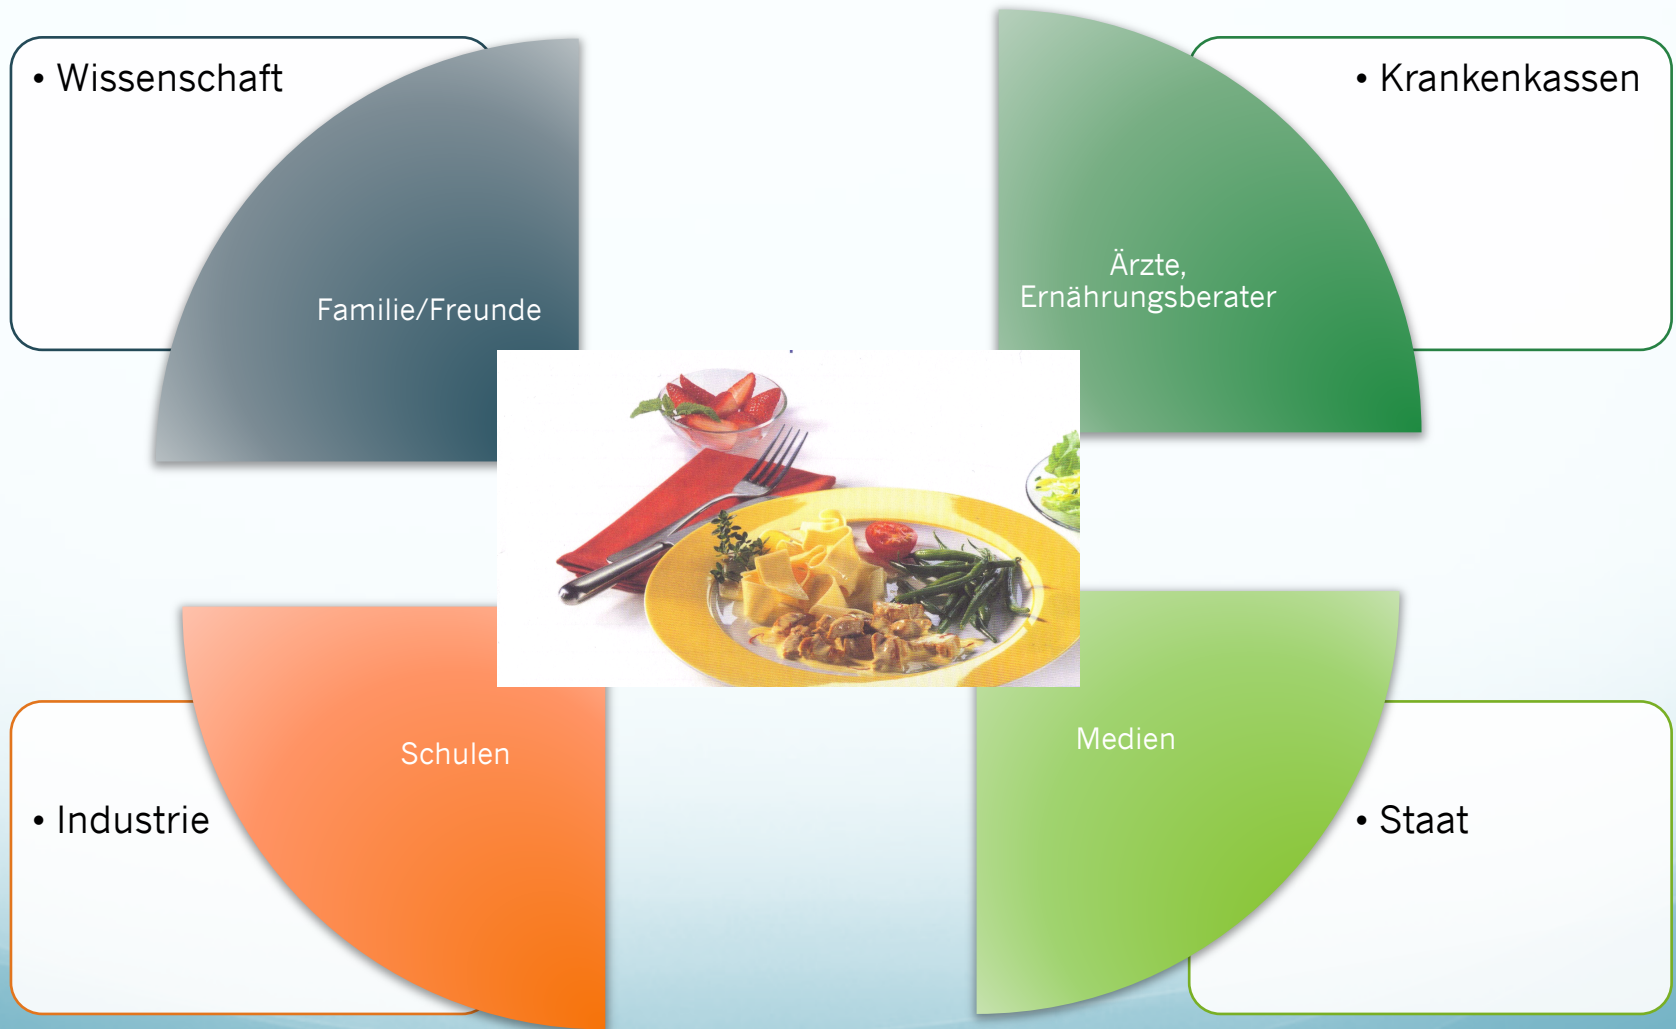 • Wissenschaft
• Krankenkassen
Familie/Freunde
Ärzte,
Ernährungsberater
Schulen
Medien
• Industrie
• Staat